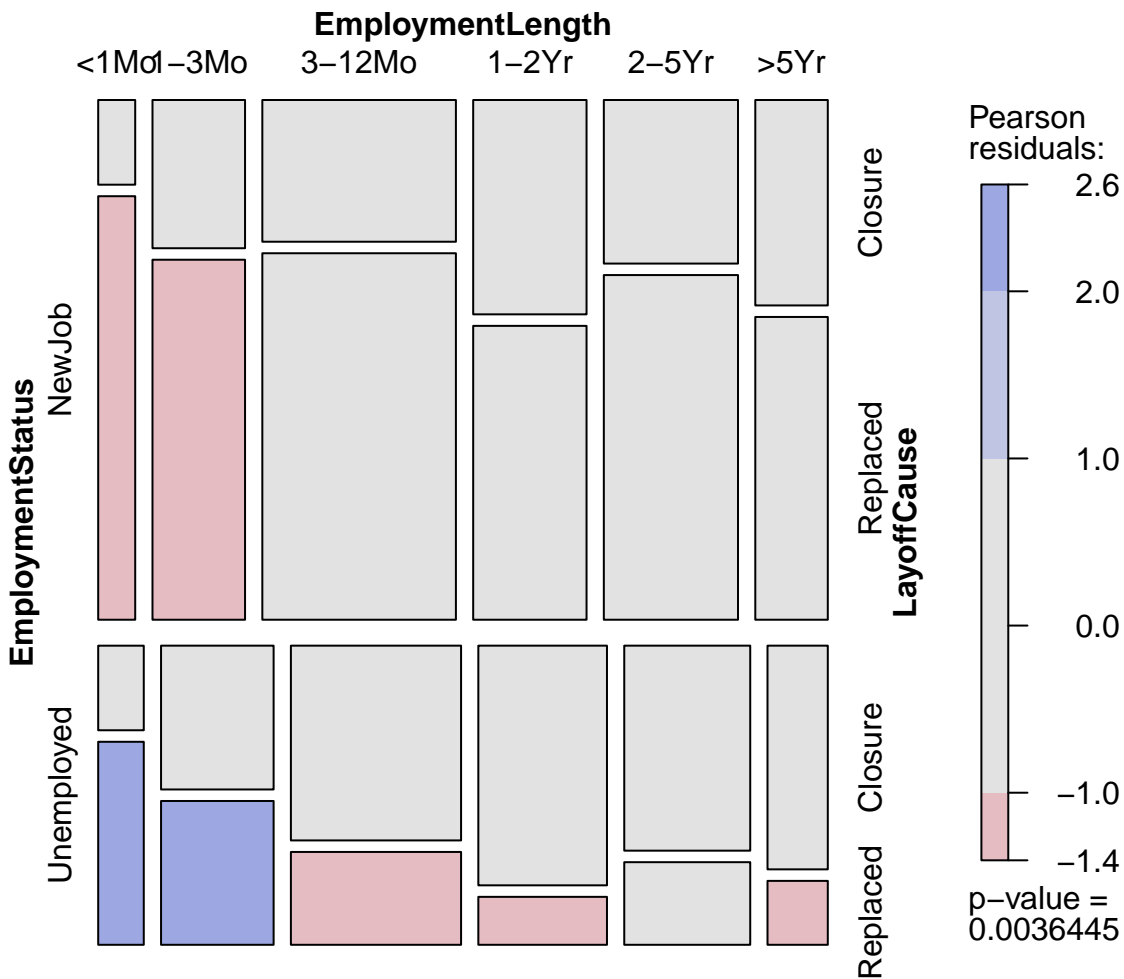 EmploymentLength
<1Mo 1−3Mo 3−12Mo 1−2Yr 2−5Yr >5Yr
EmploymentStatus
NewJob
Unemployed
Closure
Replaced
LayoffCause
Closure
Replaced
Pearson
residuals:
2.6
2.0
1.0
0.0
−1.0
−1.4
p−value =
0.0036445